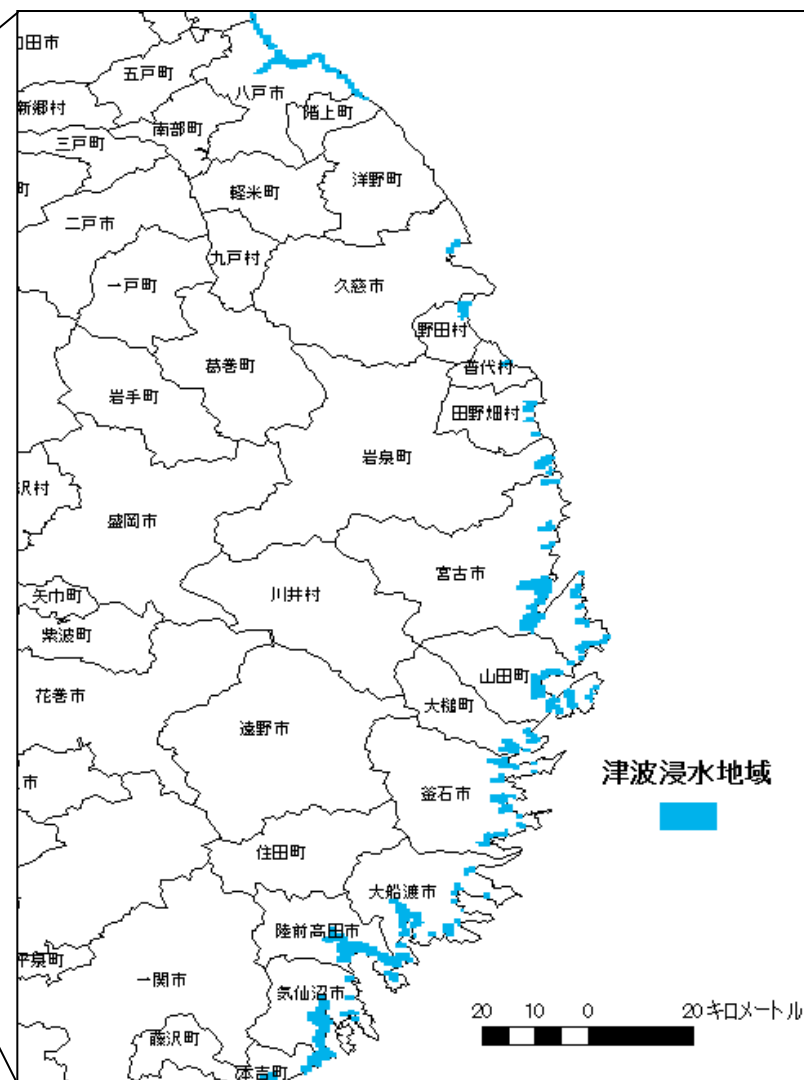 五戸町
八戸市
新郷村
南部町
階上町
三戸町
洋野町
軽米町
二戸市
九戸村
一戸町
久慈市
野田村
葛巻町
普代村
岩手町
田野畑村
岩泉町
沢村
盛岡市
宮古市
川井村
矢巾町
紫波町
山田町
花巻市
大槌町
遠野市
津波浸水地域
市
釜石市
住田町
大船渡市
陸前高田市
平泉町
一関市
気仙沼市
20 10 0 20キロメートル
藤沢町
本吉町